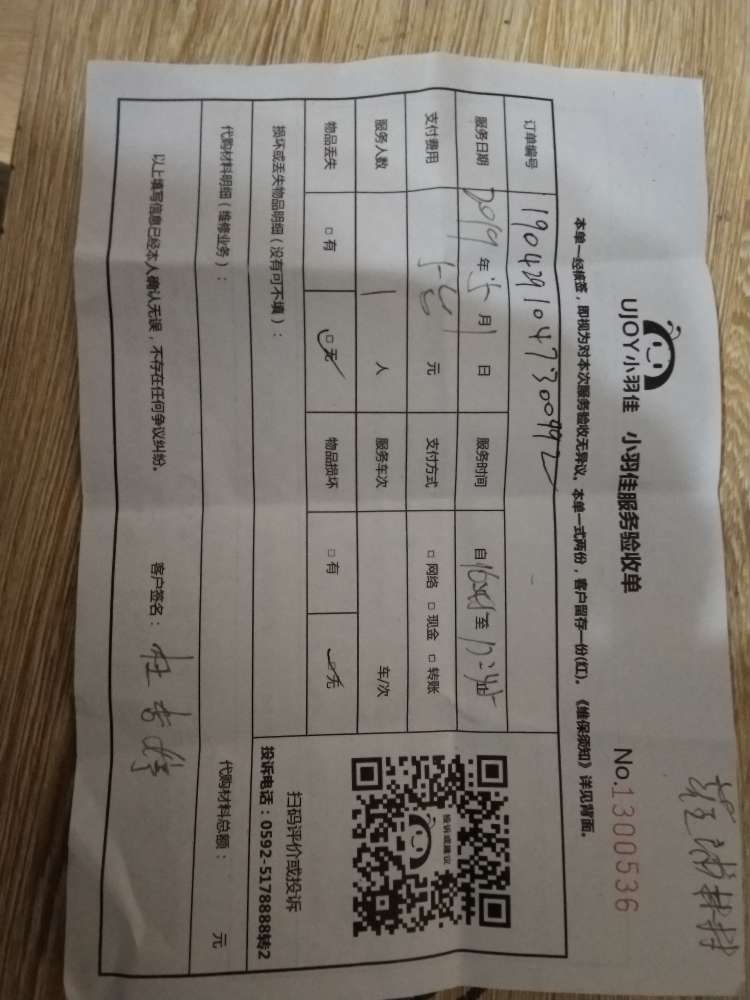 UJOY小羽佳 小羽佳服务验收单
No.1300536
本单一经核签，即视为对本次服务验收无异议。本单一式两份，客户留存一份(红)。《维保须知》详见背面。
订单编号
服务日期 2019 年 5 月 1 日 服务时间 自 至
支付费用 元 支付方式 □ 网络 □ 现金 □ 转账
服务人数 1 人 服务车次 车/次
物品丢失 □ 有 □ 无 物品损坏 □ 有 □ 无
投诉或建议
扫码评价或投诉
投诉电话：0592-5178888转2
损坏或丢失物品明细（没有可不填）：
代购材料明细（维修业务）： 代购材料总额： 元
以上填写信息已经本人确认无误，不存在任何争议纠纷。 客户签名：